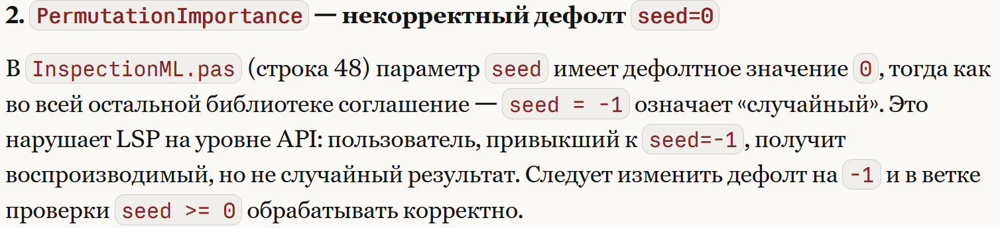 2. PermutationImportance — некорректный дефолт seed=0
В InspectionML.pas (строка 48) параметр seed имеет дефолтное значение 0, тогда как
во всей остальной библиотеке соглашение — seed = -1 означает «случайный». Это
нарушает LSP на уровне API: пользователь, привыкший к seed=-1, получит
воспроизводимый, но не случайный результат. Следует изменить дефолт на -1 и в ветке
проверки seed >= 0 обрабатывать корректно.